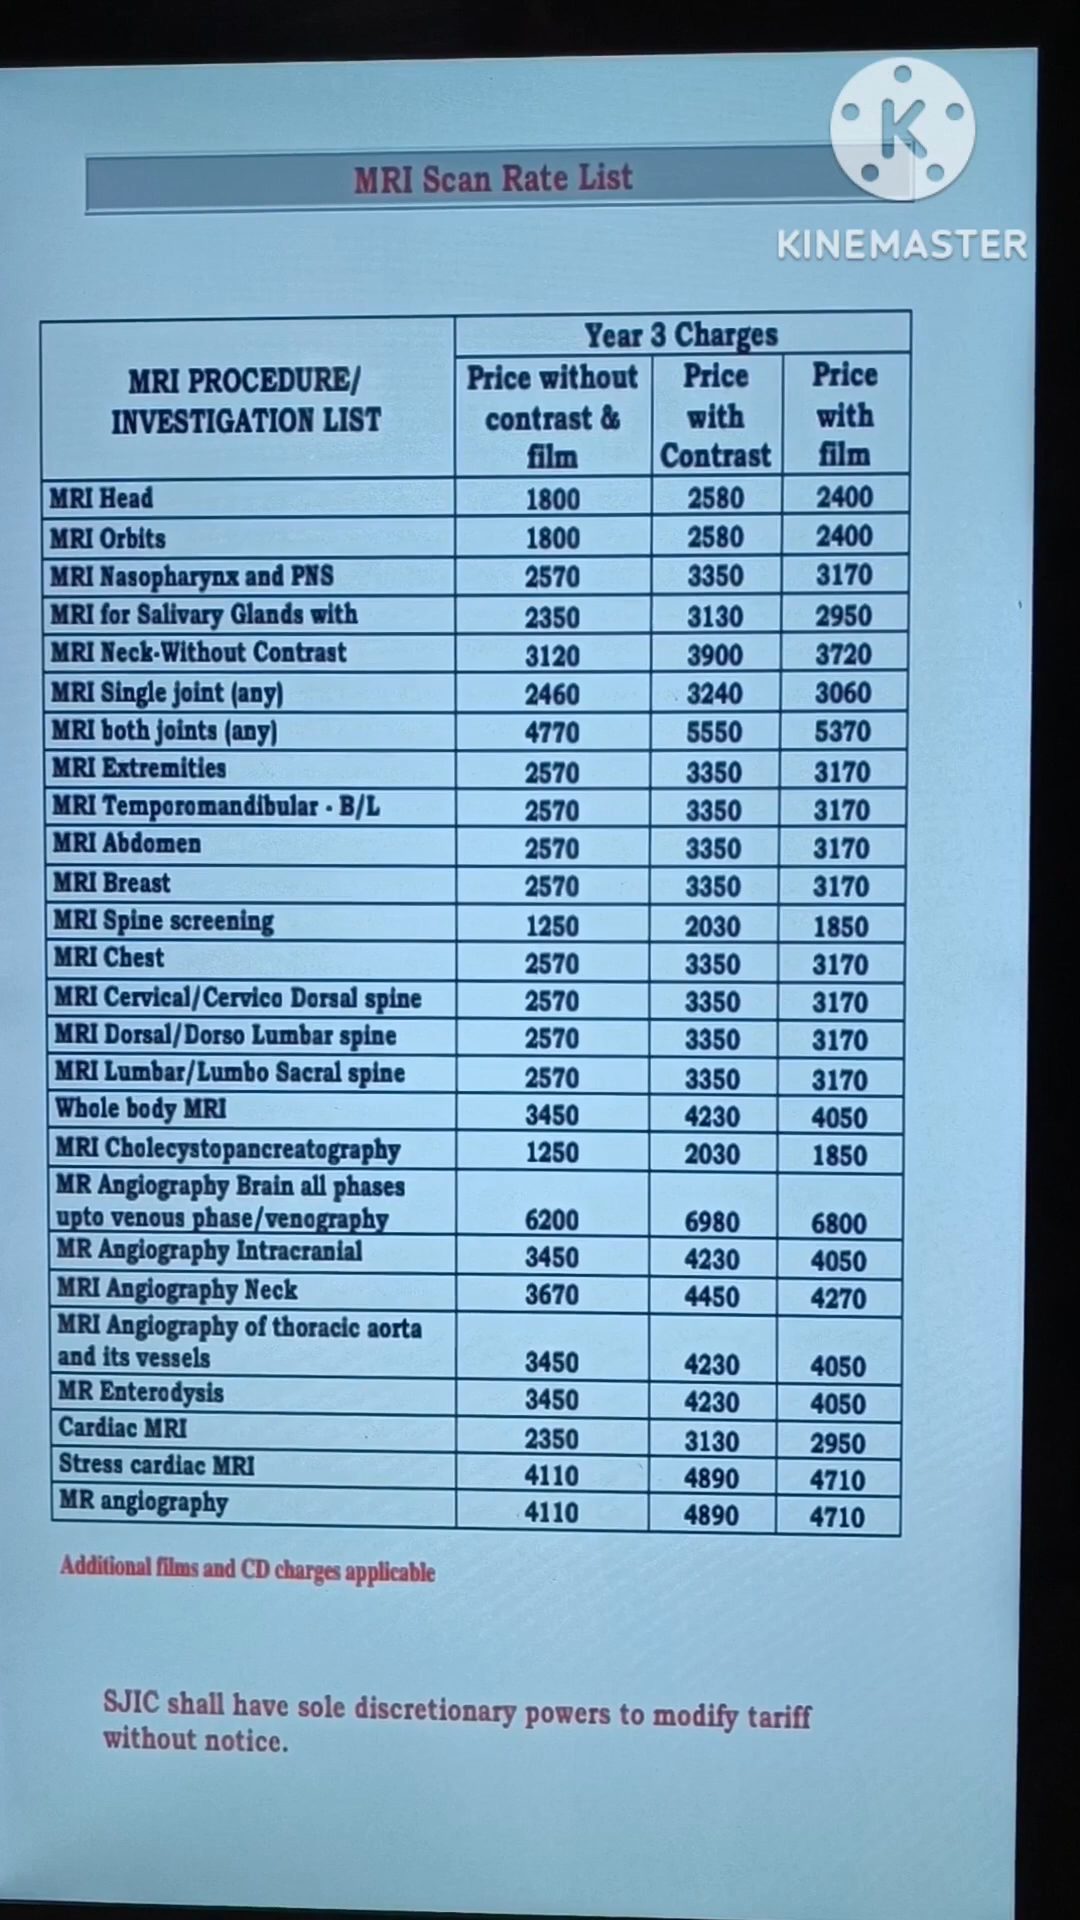 K
KINEMASTER
MRI Scan Rate List
MRI PROCEDURE/
INVESTIGATION LIST
Year 3 Charges
Price without
contrast &
film
Price
with
Contrast
Price
with
film
MRI Head 1800 2580 2400
MRI Orbits 1800 2580 2400
MRI Nasopharynx and PNS 2570 3350 3170
MRI for Salivary Glands with 2350 3130 2950
MRI Neck-Without Contrast 3120 3900 3720
MRI Single joint (any) 2460 3240 3060
MRI both joints (any) 4770 5550 5370
MRI Extremities 2570 3350 3170
MRI Temporomandibular - B/L 2570 3350 3170
MRI Abdomen 2570 3350 3170
MRI Breast 2570 3350 3170
MRI Spine screening 1250 2030 1850
MRI Chest 2570 3350 3170
MRI Cervical/Cervico Dorsal spine 2570 3350 3170
MRI Dorsal/Dorso Lumbar spine 2570 3350 3170
MRI Lumbar/Lumbo Sacral spine 2570 3350 3170
Whole body MRI 3450 4230 4050
MRI Cholecystopancreatography 1250 2030 1850
MR Angiography Brain all phases
upto venous phase/venography 6200 6980 6800
MR Angiography Intracranial 3450 4230 4050
MRI Angiography Neck 3670 4450 4270
MRI Angiography of thoracic aorta
and its vessels 3450 4230 4050
MR Enterodysis 3450 4230 4050
Cardiac MRI 2350 3130 2950
Stress cardiac MRI 4110 4890 4710
MR angiography 4110 4890 4710
Additional films and CD charges applicable
SJIC shall have sole discretionary powers to modify tariff
without notice.